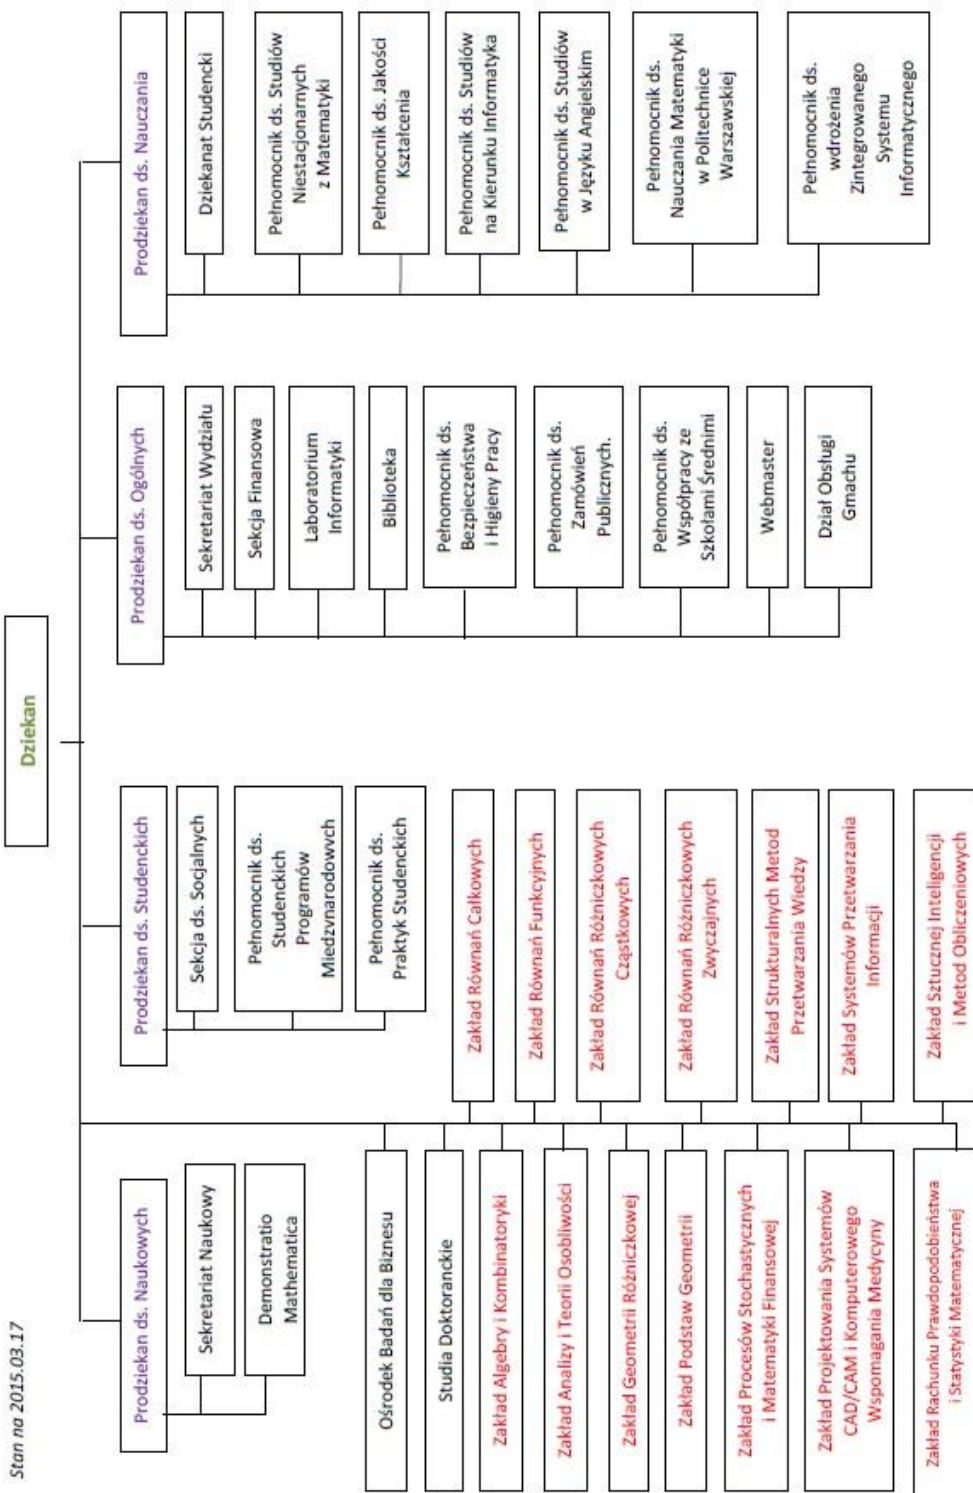 Stan na 2015.03.17
Dziekan
Prodziekan ds. Naukowych
Sekretariat Naukowy
Demonstratio
Mathematica
Ośrodek Badań dla Biznesu
Studia Doktoranckie
Zakład Algebry i Kombinatoryki
Zakład Analizy i Teorii Osobliwości
Zakład Geometrii Różniczkowej
Zakład Podstaw Geometrii
Zakład Procesów Stochastycznych
i Matematyki Finansowej
Zakład Projektowania Systemów
CAD/CAM i Komputerowego
Wspomagania Medycyny
Zakład Rachunku Prawdopodobieństwa
i Statystyki Matematycznej
Prodziekan ds. Studenckich
Sekcja ds. Socjalnych
Pełnomocnik ds.
Studenckich
Programów
Międzynarodowych
Pełnomocnik ds.
Praktyk Studenckich
Zakład Równań Całkowych
Zakład Równań Funkcyjnych
Zakład Równań Różniczkowych
Cząstkowych
Zakład Równań Różniczkowych
Zwyczajnych
Zakład Strukturalnych Metod
Przetwarzania Wiedzy
Zakład Systemów Przetwarzania
Informacji
Zakład Sztucznej Inteligencji
i Metod Obliczeniowych
Prodziekan ds. Ogólnych
Sekretariat Wydziału
Sekcja Finansowa
Laboratorium
Informatyki
Biblioteka
Pełnomocnik ds.
Bezpieczeństwa
i Higieny Pracy
Pełnomocnik ds.
Zamówień
Publicznych.
Pełnomocnik ds.
Współpracy ze
Szkołami Średnimi
Webmaster
Dział Obsługi
Gmachu
Prodziekan ds. Nauczania
Dziekanat Studencki
Pełnomocnik ds. Studiów
Niestacjonarnych
z Matematyki
Pełnomocnik ds. Jakości
Kształcenia
Pełnomocnik ds. Studiów
na Kierunku Informatyka
Pełnomocnik ds. Studiów
w Języku Angielskim
Pełnomocnik ds.
Nauczania Matematyki
w Politechnice
Warszawskiej
Pełnomocnik ds.
wdrożenia
Zintegrowanego
Systemu
Informatycznego